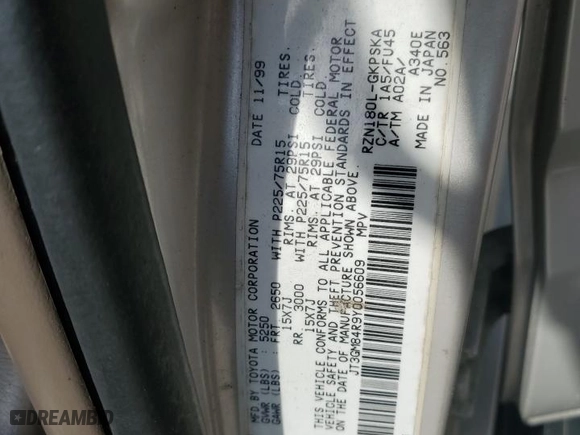 MFD BY TOYOTA MOTOR CORPORATION DATE 11/99
GVWR (LBS) : 5250
GAWR (LBS) : FRT 2650 WITH P225/75R15 TIRES.
15X7J RIMS. AT 29PSI COLD.
RR 3000 WITH P225/75R15 TIRES.
15X7J RIMS. AT 29PSI COLD.
THIS VEHICLE CONFORMS TO ALL APPLICABLE FEDERAL MOTOR
VEHICLE SAFETY AND THEFT PREVENTION STANDARDS IN EFFECT
ON THE DATE OF MANUFACTURE SHOWN ABOVE.
JT3GM84R9Y0056609 MPV
RZN180L-GKPSKA
C/TR 1A5/FU45
A/TM A02A/ A340E
MADE IN JAPAN
NO.563
DREAMBID